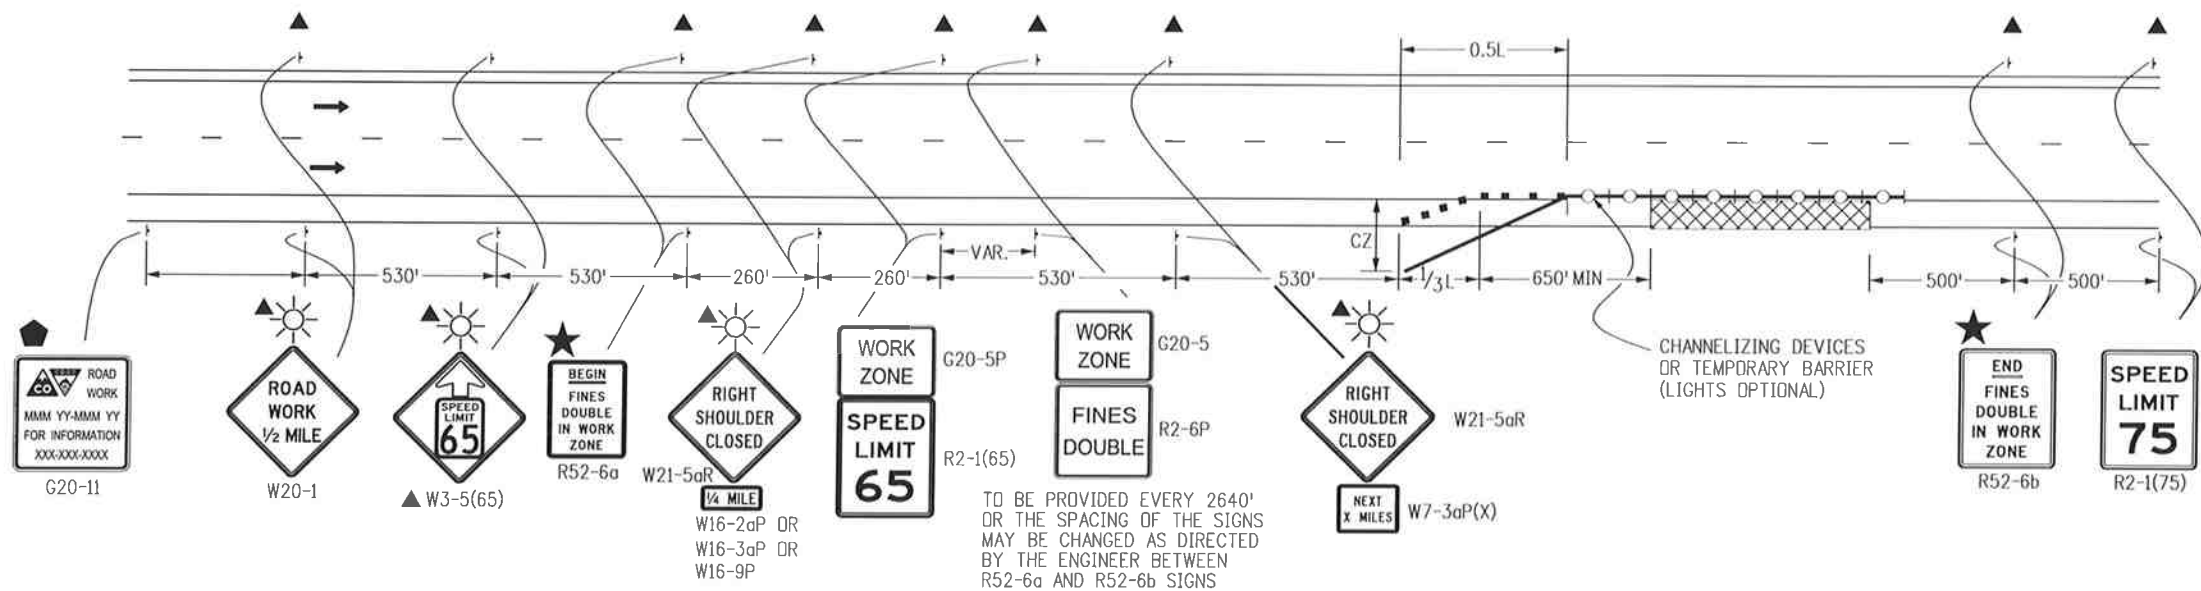 0.5L
CZ
VAR.
530'
530'
260'
260'
530'
530'
1/3L
650' MIN
500'
500'
CO
ROAD
WORK
MMM YY-MMM YY
FOR INFORMATION
XXX-XXX-XXXX
G20-11
ROAD
WORK
1/2 MILE
W20-1
SPEED
LIMIT
65
W3-5(65)
BEGIN
FINES
DOUBLE
IN WORK
ZONE
R52-6a
RIGHT
SHOULDER
CLOSED
W21-5aR
1/4 MILE
W16-2aP OR
W16-3aP OR
W16-9P
WORK
ZONE
G20-5P
SPEED
LIMIT
65
R2-1(65)
WORK
ZONE
G20-5
FINES
DOUBLE
R2-6P
TO BE PROVIDED EVERY 2640'
OR THE SPACING OF THE SIGNS
MAY BE CHANGED AS DIRECTED
BY THE ENGINEER BETWEEN
R52-6a AND R52-6b SIGNS
RIGHT
SHOULDER
CLOSED
W21-5aR
NEXT
X MILES
W7-3aP(X)
CHANNELIZING DEVICES
OR TEMPORARY BARRIER
(LIGHTS OPTIONAL)
END
FINES
DOUBLE
IN WORK
ZONE
R52-6b
SPEED
LIMIT
75
R2-1(75)